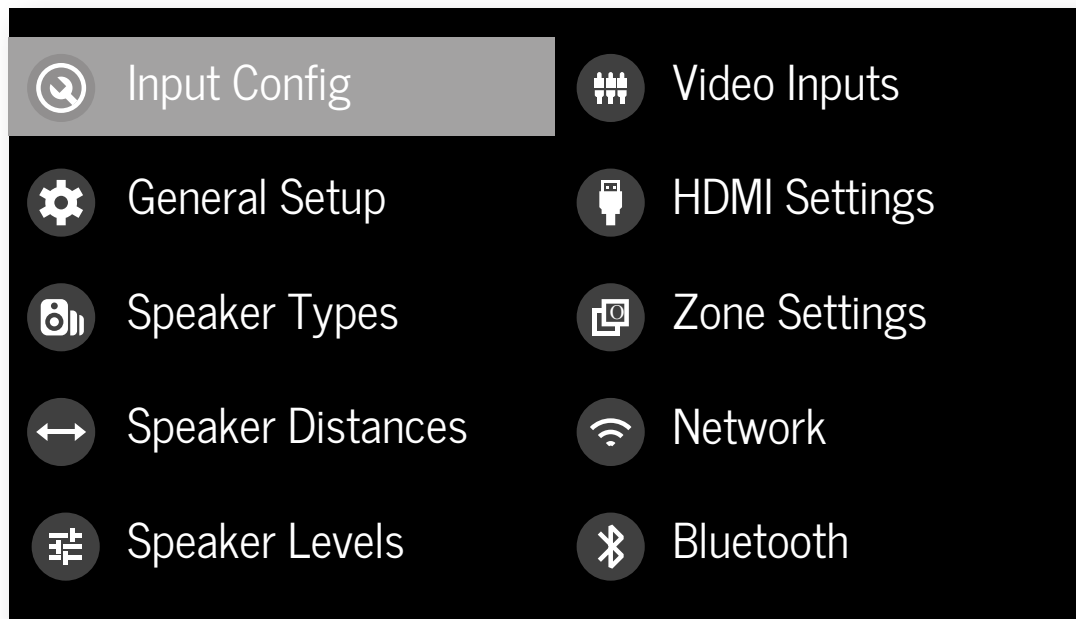 Input Config
General Setup
Speaker Types
Speaker Distances
Speaker Levels
Video Inputs
HDMI Settings
O
Zone Settings
Network
Bluetooth